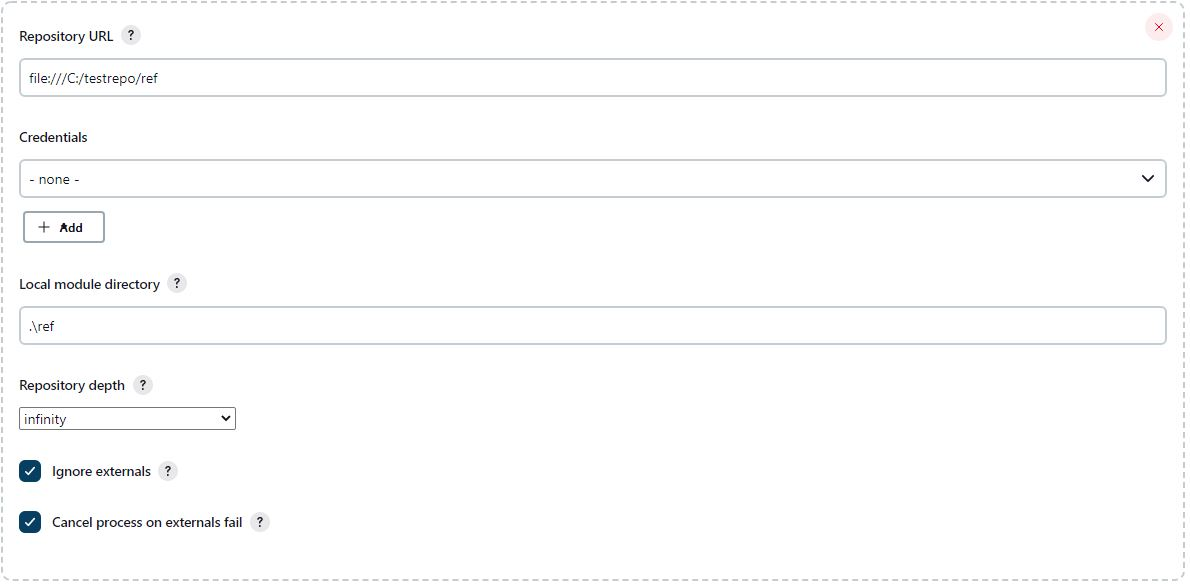 Repository URL ?
file:///C:/testrepo/ref
Credentials
- none -
Add
Local module directory ?
.\ref
Repository depth ?
infinity
Ignore externals ?
Cancel process on externals fail ?